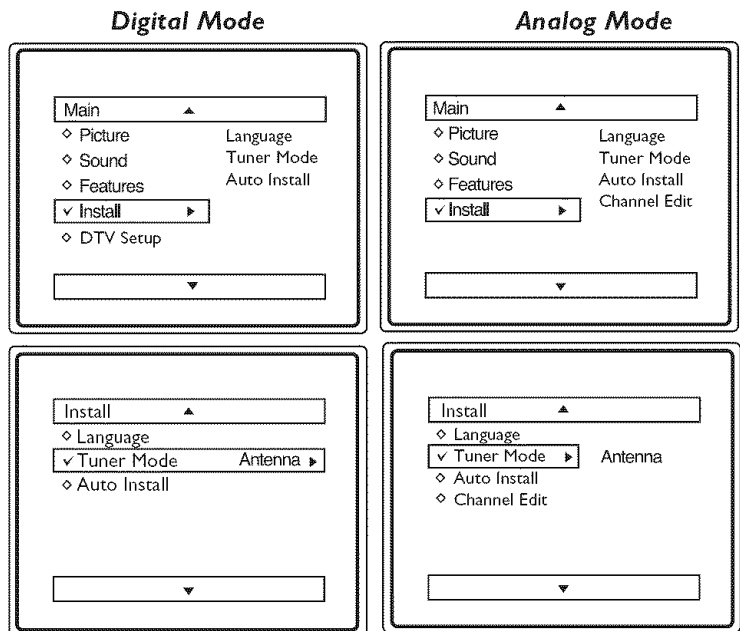 Digital Mode
Main
Picture
Sound
Features
Install
DTV Setup
Language
Tuner Mode
Auto Install
Install
Language
Tuner Mode Antenna
Auto Install
Analog Mode
Main
Picture
Sound
Features
Install
Language
Tuner Mode
Auto Install
Channel Edit
Install
Language
Tuner Mode Antenna
Auto Install
Channel Edit